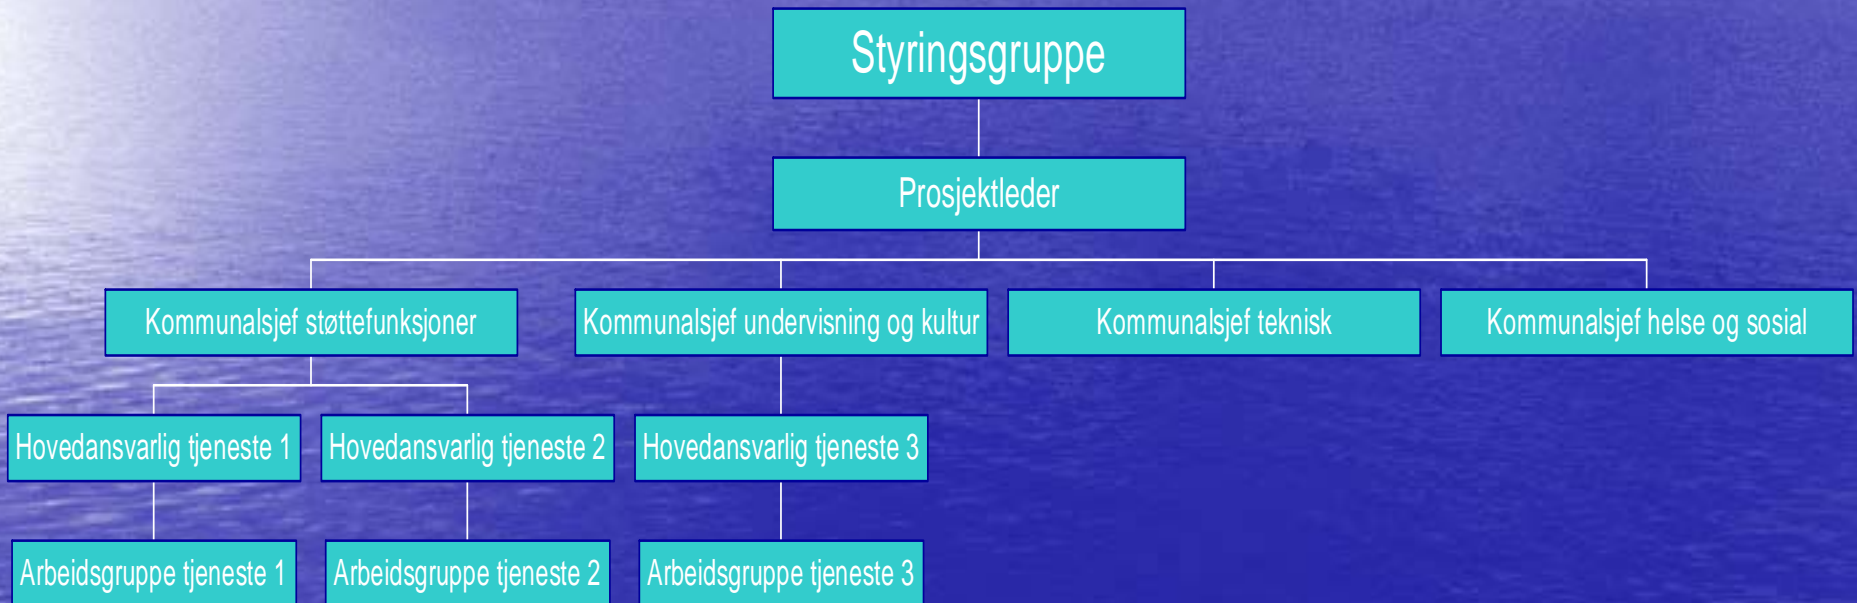 Styringsgruppe
Prosjektleder
Kommunalsjef støttefunksjoner
Kommunalsjef undervisning og kultur
Kommunalsjef teknisk
Kommunalsjef helse og sosial
Hovedansvarlig tjeneste 1
Hovedansvarlig tjeneste 2
Hovedansvarlig tjeneste 3
Arbeidsgruppe tjeneste 1
Arbeidsgruppe tjeneste 2
Arbeidsgruppe tjeneste 3